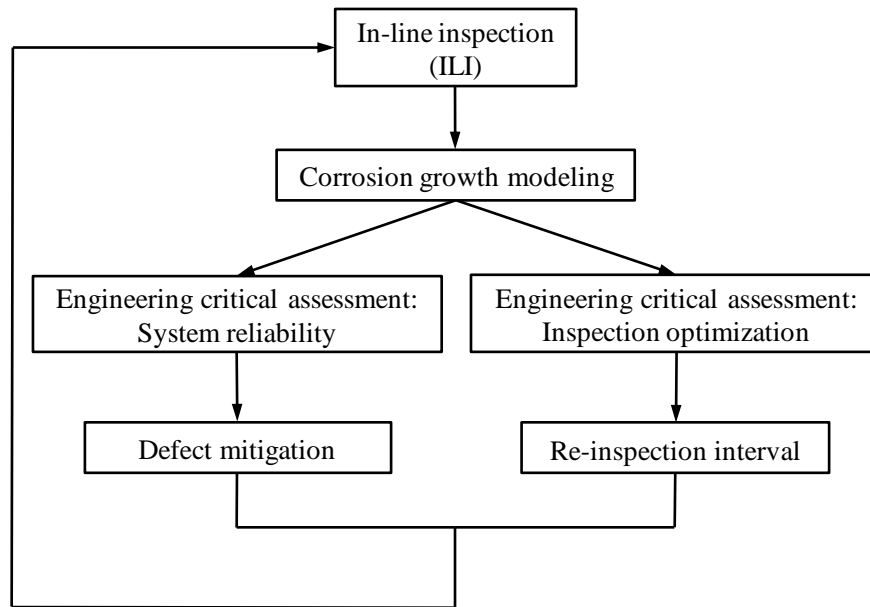 In-line inspection
(ILI)
Corrosion growth modeling
Engineering critical assessment:
System reliability
Engineering critical assessment:
Inspection optimization
Defect mitigation
Re-inspection interval